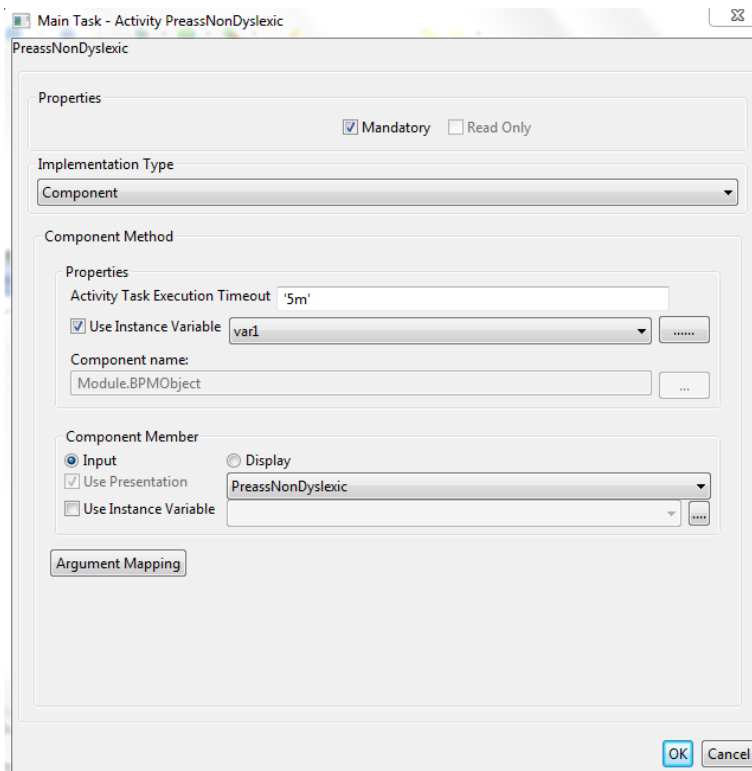 Main Task - Activity PreassNonDyslexic
PreassNonDyslexic
Properties
Mandatory Read Only
Implementation Type
Component
Component Method
Properties
Activity Task Execution Timeout '5m'
Use Instance Variable var1 ......
Component name:
Module.BPMObject ...
Component Member
Input Display
Use Presentation PreassNonDyslexic
Use Instance Variable ....
Argument Mapping
OK Cancel